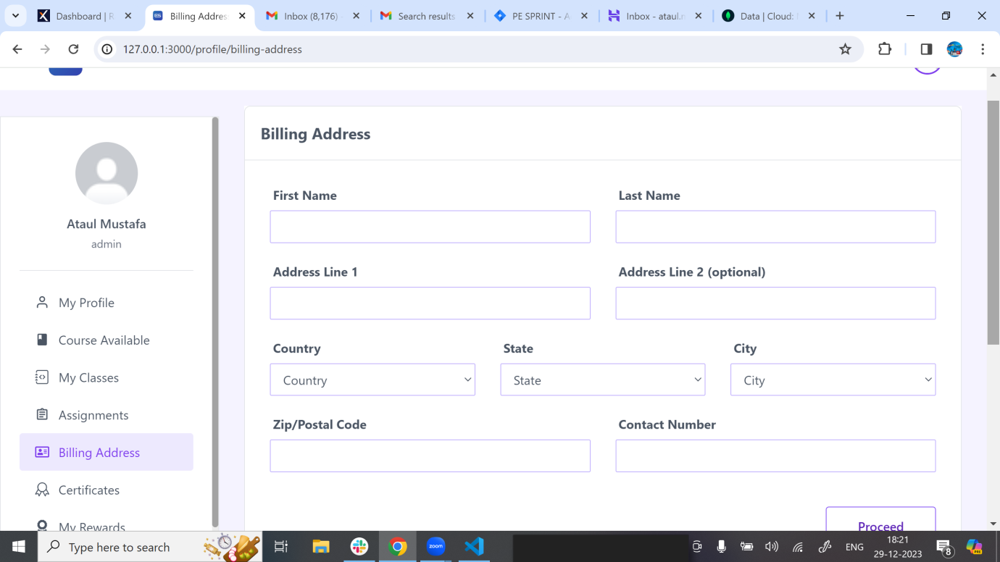 Dashboard | R
Billing Addres
Inbox (8,176)
Search results
PE SPRINT - A
Inbox - ataul.r
Data | Cloud:
127.0.0.1:3000/profile/billing-address
Ataul Mustafa
admin
My Profile
Course Available
My Classes
Assignments
Billing Address
Certificates
My Rewards
Billing Address
First Name
Last Name
Address Line 1
Address Line 2 (optional)
Country
State
City
Country
State
City
Zip/Postal Code
Contact Number
Proceed
Type here to search
zoom
ENG
18:21
29-12-2023
8
PRE